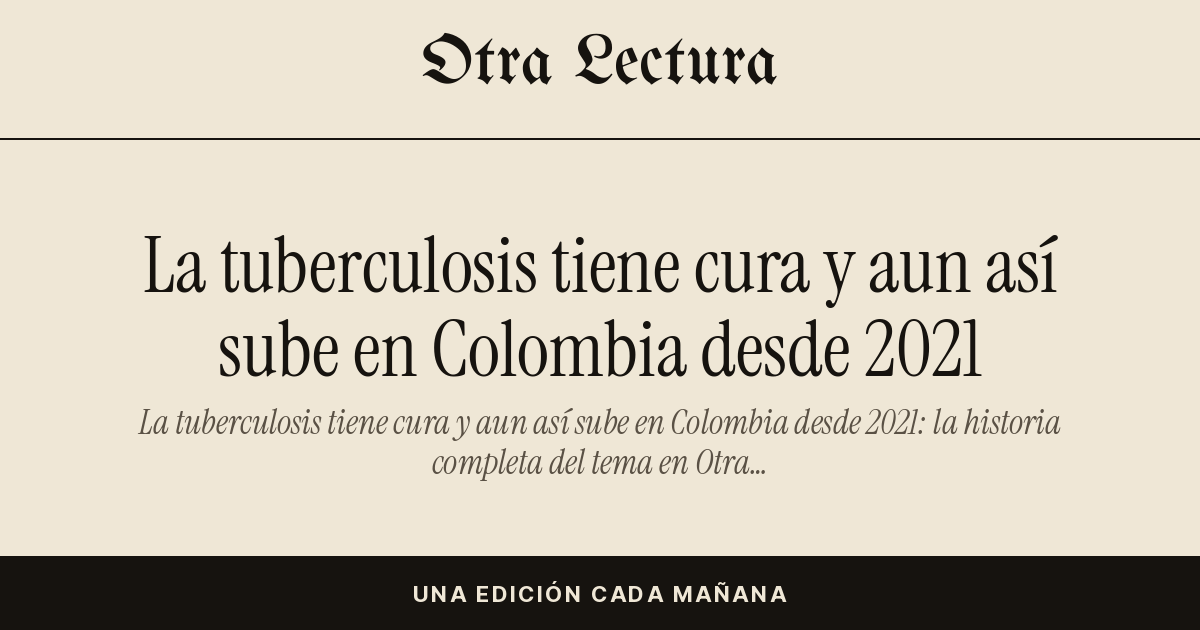 Otra Lectura
La tuberculosis tiene cura y aun así
sube en Colombia desde 2021
La tuberculosis tiene cura y aun así sube en Colombia desde 2021: la historia
completa del tema en Otra...
UNA EDICIÓN CADA MAÑANA